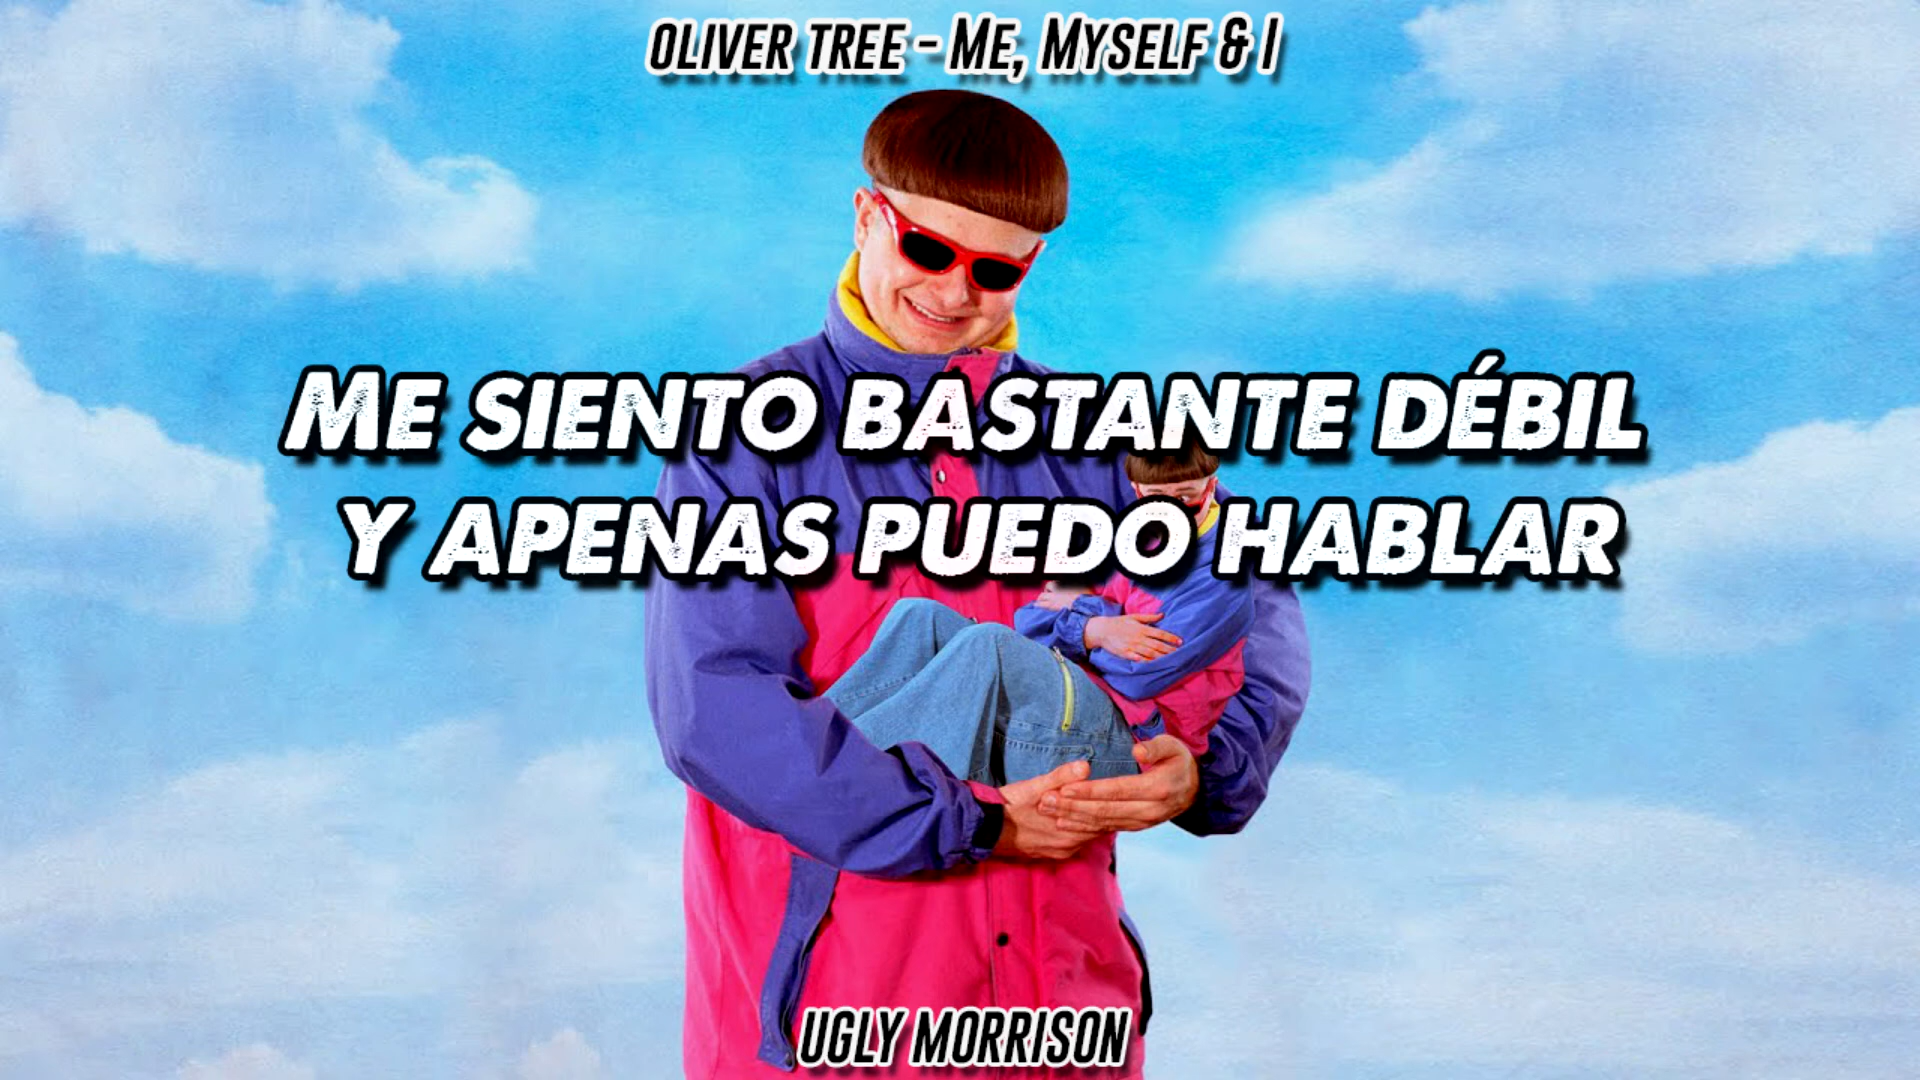 OLIVER TREE - ME, MYSELF & I
ME SIENTO BASTANTE DÉBIL
Y APENAS PUEDO HABLAR
UGLY MORRISON